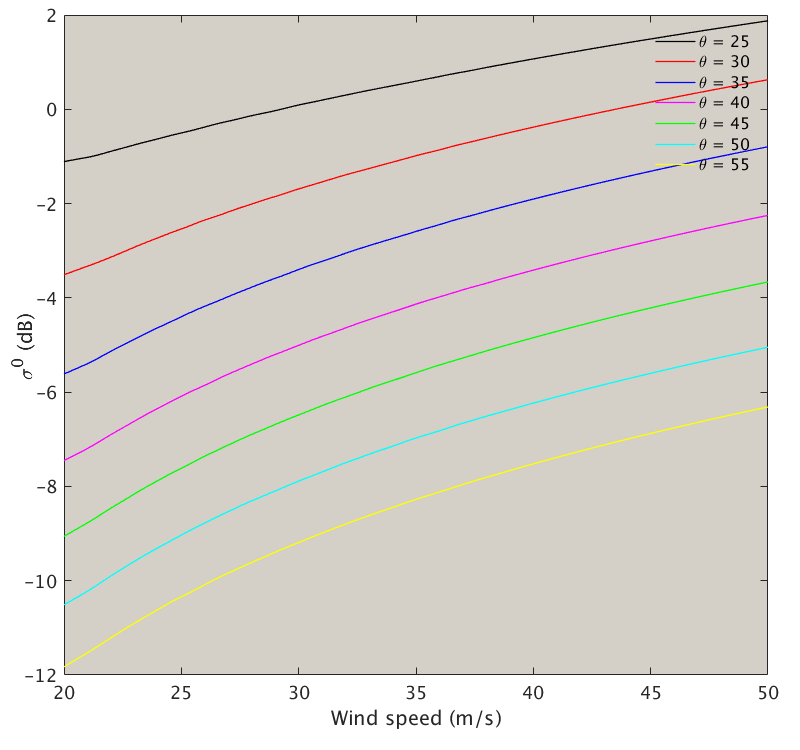 2
0
−2
−4
−6
−8
−10
−12
σ⁰ (dB)
θ = 25
θ = 30
θ = 35
θ = 40
θ = 45
θ = 50
θ = 55
20 25 30 35 40 45 50
Wind speed (m/s)